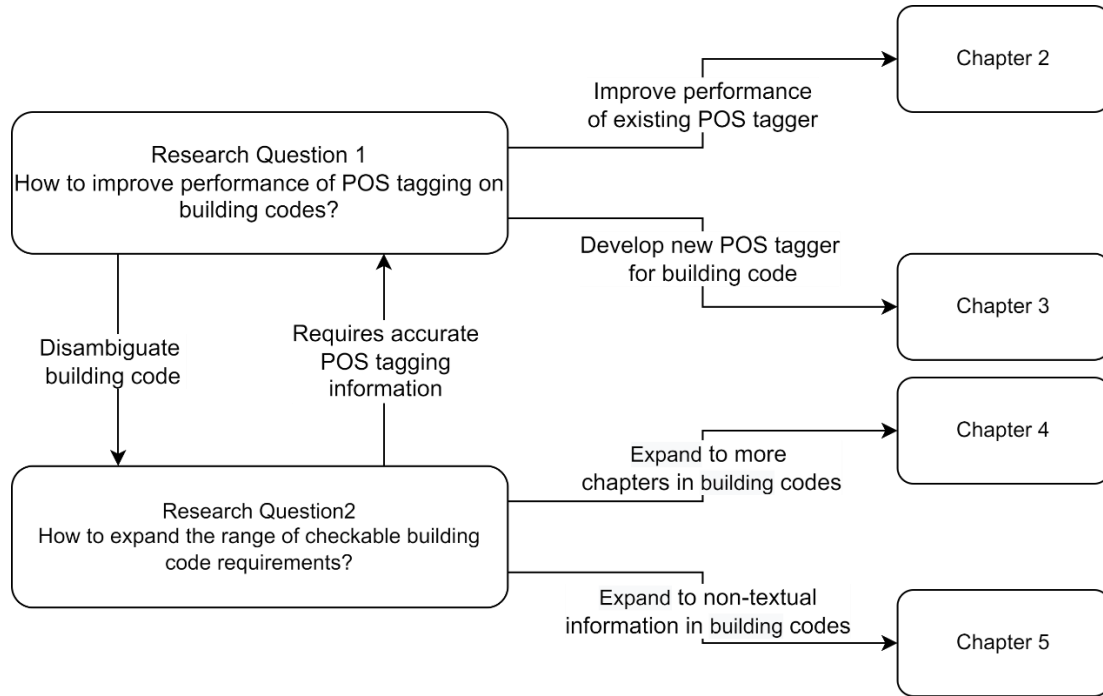 Chapter 2
Improve performance
of existing POS tagger
Research Question 1
How to improve performance of POS tagging on
building codes?
Develop new POS tagger
for building code
Chapter 3
Disambiguate
building code
Requires accurate
POS tagging
information
Chapter 4
Expand to more
chapters in building codes
Research Question2
How to expand the range of checkable building
code requirements?
Expand to non-textual
information in building codes
Chapter 5